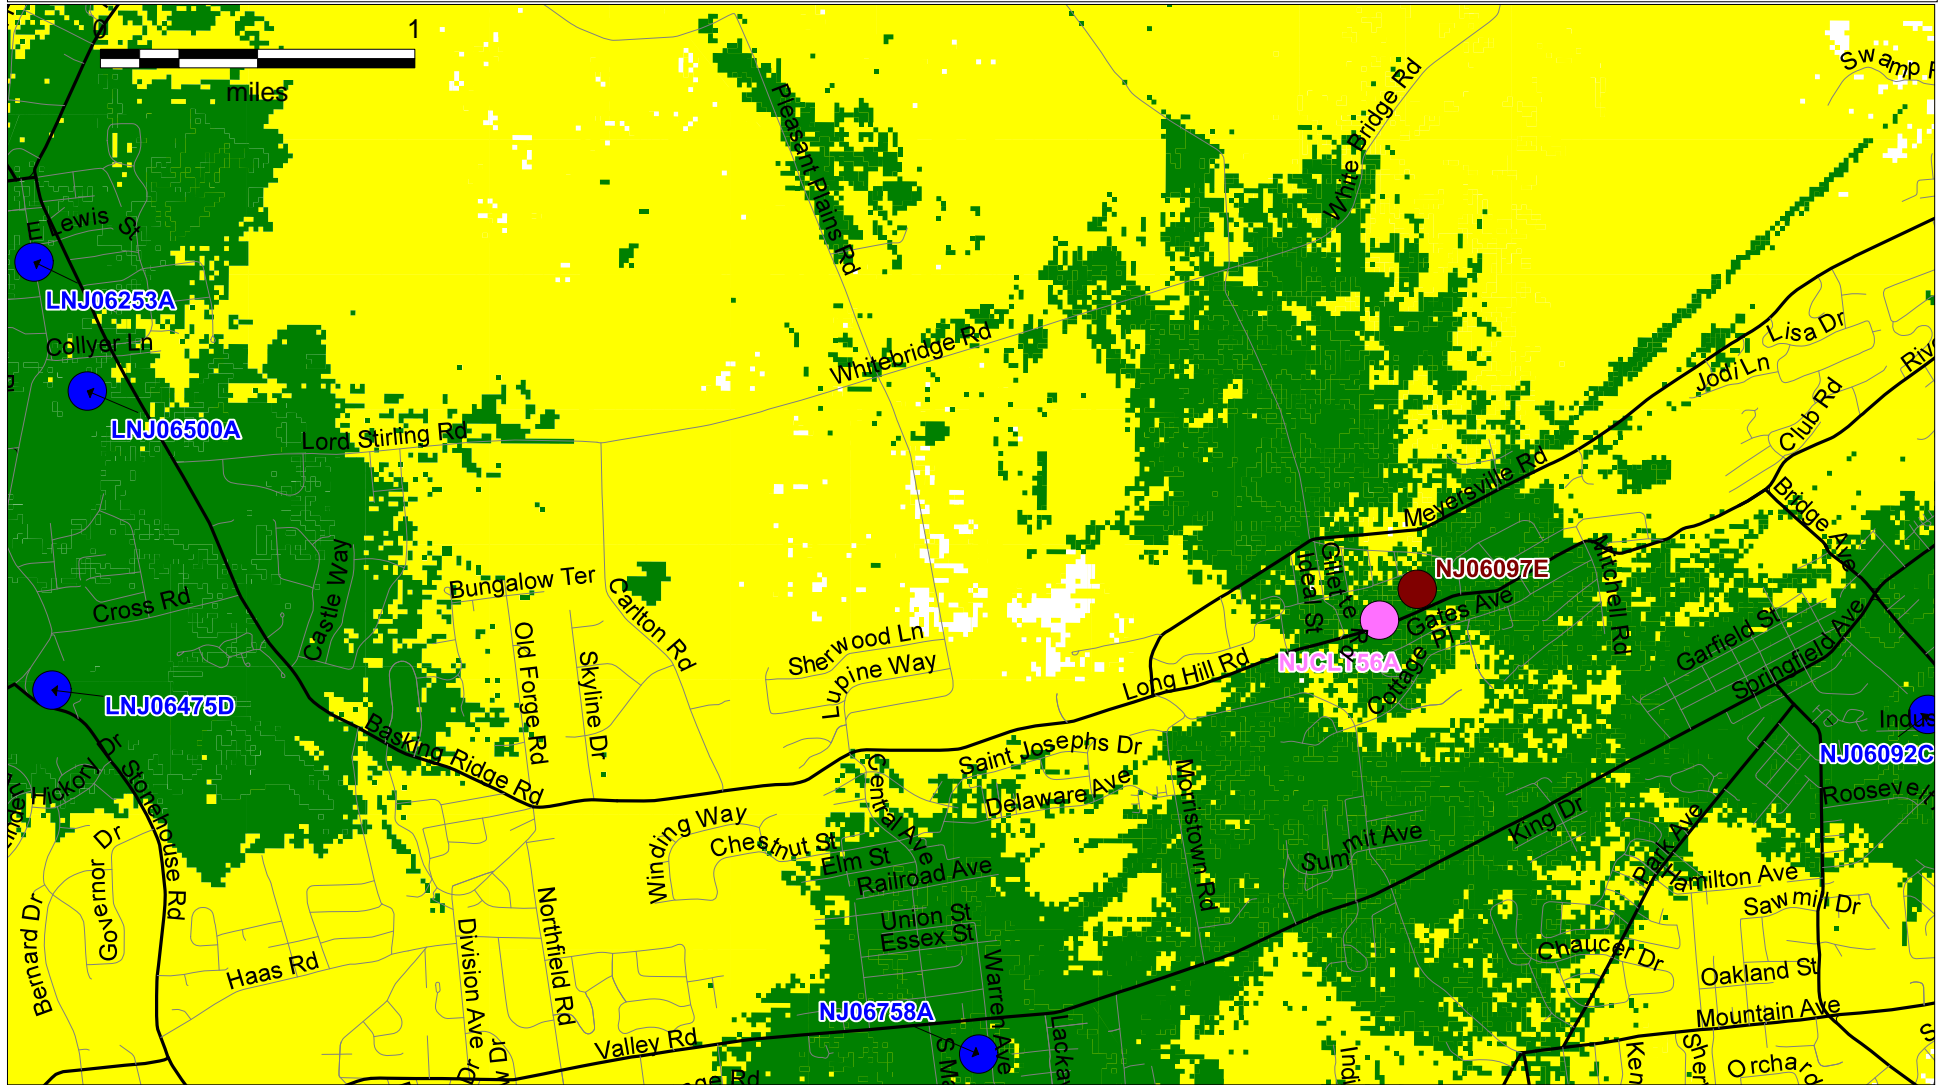 0 1
miles
Swamp
Pleasant Plains Rd
White Bridge Rd
E Lewis St
LNJ06253A
Collyer Ln
LNJ06500A
Lord Stirling Rd
Whitebridge Rd
Lisa Dr
Jodi Ln
Club Rd
Meyersville Rd
Bridge Ave
Cross Rd
Castle Way
Bungalow Ter
Carlton Rd
Old Forge Rd
Skyline Dr
Sherwood Ln
Lupine Way
Ideal St
Gillette
NJ06097E
Gates Ave
Mitchell Rd
NJCLT56A
Cottage Pl
Long Hill Rd
Garfield St
Springfield Ave
LNJ06475D
Basking Ridge Rd
Hickory Dr
Stonehouse Rd
Saint Josephs Dr
Delaware Ave
Central Ave
Morristown Rd
NJ06092C
Indus
Roosevelt
Winding Way
Chestnut St
Elm St
Railroad Ave
Union St
Essex St
Summit Ave
King Dr
Park Ave
Hamilton Ave
Sawmill Dr
Governor Dr
Bernard Dr
Haas Rd
Division Ave
Northfield Rd
Warren Ave
Chaucer Dr
Oakland St
Mountain Ave
NJ06758A
Valley Rd
Orchard